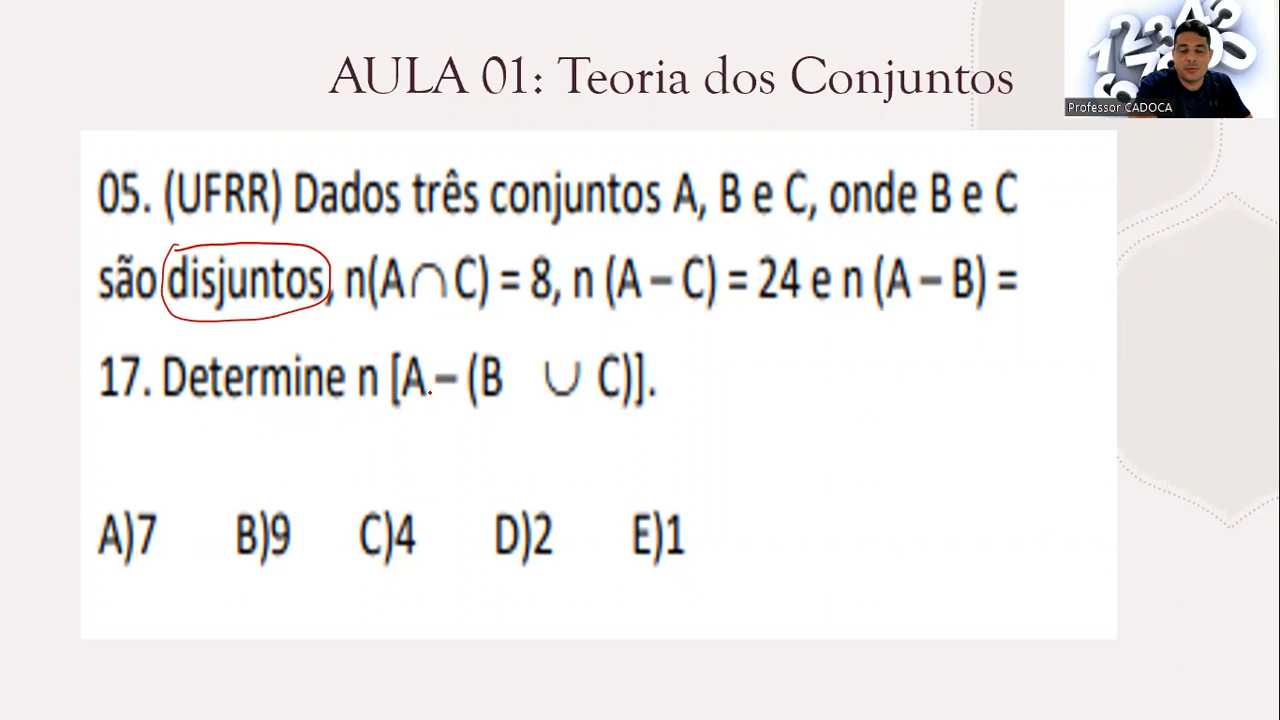 AULA 01: Teoria dos Conjuntos
Professor CADOCA
05. (UFRR) Dados três conjuntos A, B e C, onde B e C
são disjuntos, n(A∩C) = 8, n (A – C) = 24 e n (A – B) =
17. Determine n [A – (B ∪ C)].
A)7 B)9 C)4 D)2 E)1